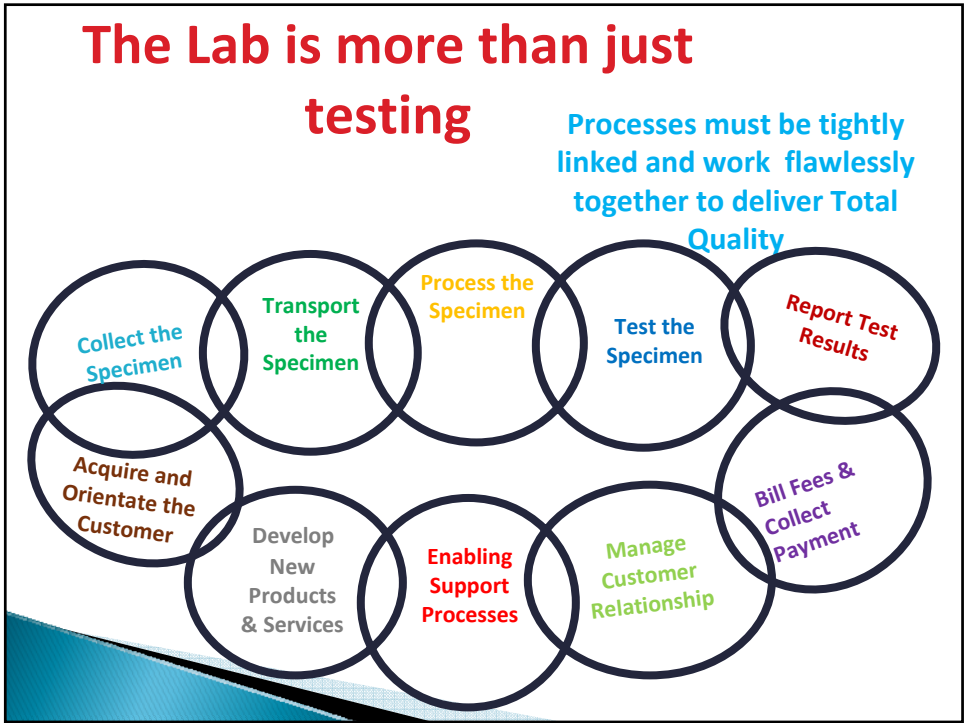 The Lab is more than just
testing
Processes must be tightly
linked and work flawlessly
together to deliver Total
Quality
Collect the
Specimen
Transport
the
Specimen
Process the
Specimen
Test the
Specimen
Report Test
Results
Acquire and
Orientate the
Customer
Develop
New
Products
& Services
Enabling
Support
Processes
Manage
Customer
Relationship
Bill Fees &
Collect
Payment